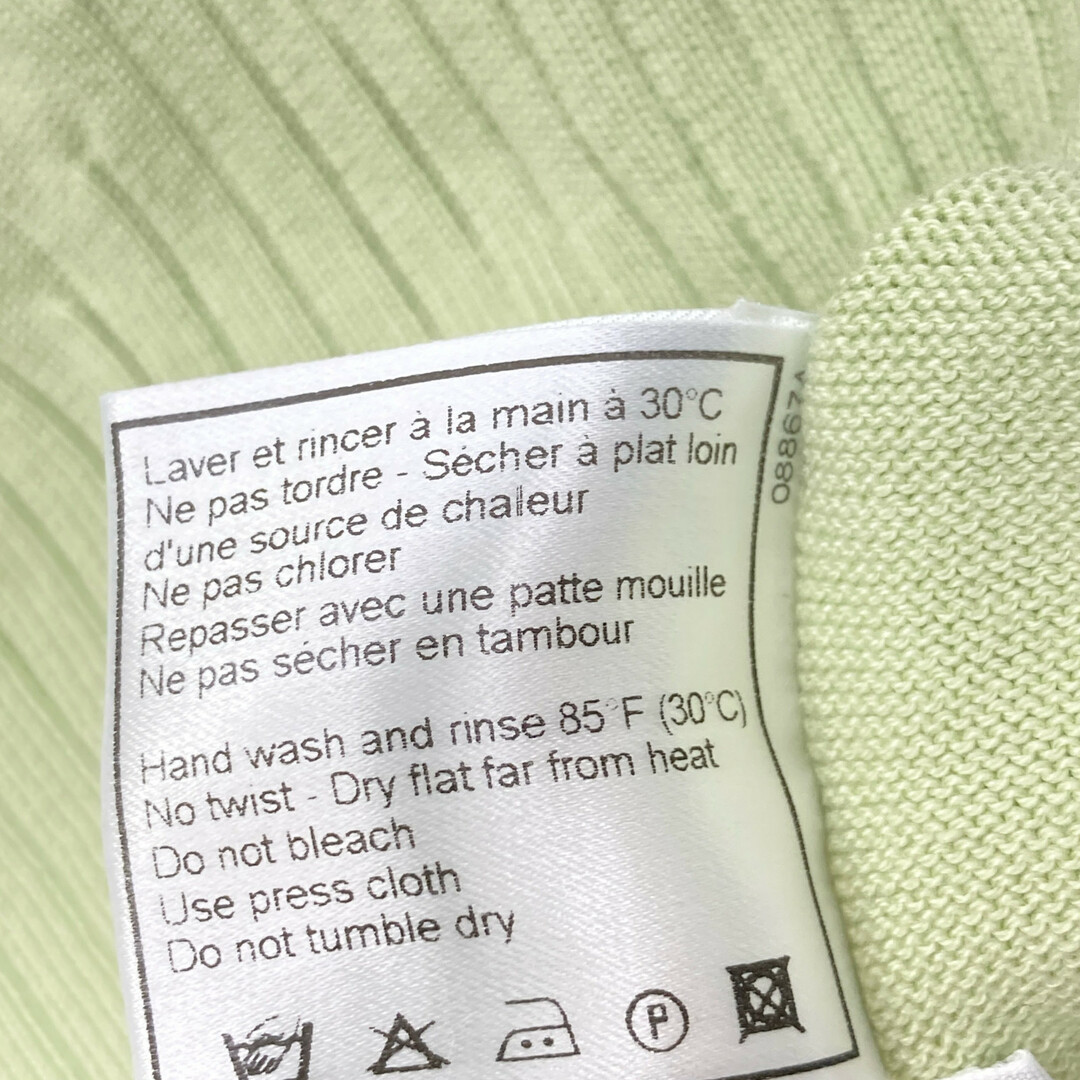 Laver et rincer à la main à 30°C
Ne pas tordre - Sécher à plat loin
d'une source de chaleur
Ne pas chlorer
Repasser avec une patte mouille
Ne pas sécher en tambour
Hand wash and rinse 85°F (30°C)
No twist - Dry flat far from heat
Do not bleach
Use press cloth
Do not tumble dry
P